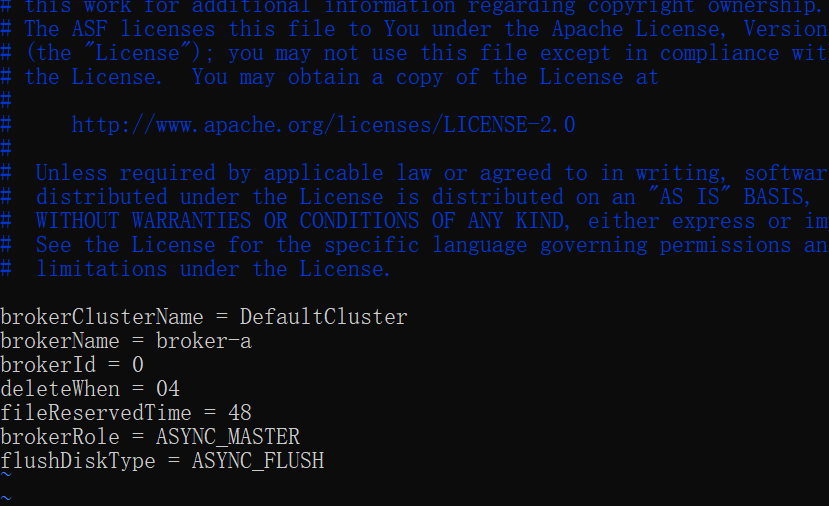 # this work for additional information regarding copyright ownership.
# The ASF licenses this file to You under the Apache License, Version
# (the "License"); you may not use this file except in compliance wit
# the License.  You may obtain a copy of the License at
#
#     http://www.apache.org/licenses/LICENSE-2.0
#
#  Unless required by applicable law or agreed to in writing, softwar
#  distributed under the License is distributed on an "AS IS" BASIS,
#  WITHOUT WARRANTIES OR CONDITIONS OF ANY KIND, either express or im
#  See the License for the specific language governing permissions an
#  limitations under the License.
brokerClusterName = DefaultCluster
brokerName = broker-a
brokerId = 0
deleteWhen = 04
fileReservedTime = 48
brokerRole = ASYNC_MASTER
flushDiskType = ASYNC_FLUSH
~
~